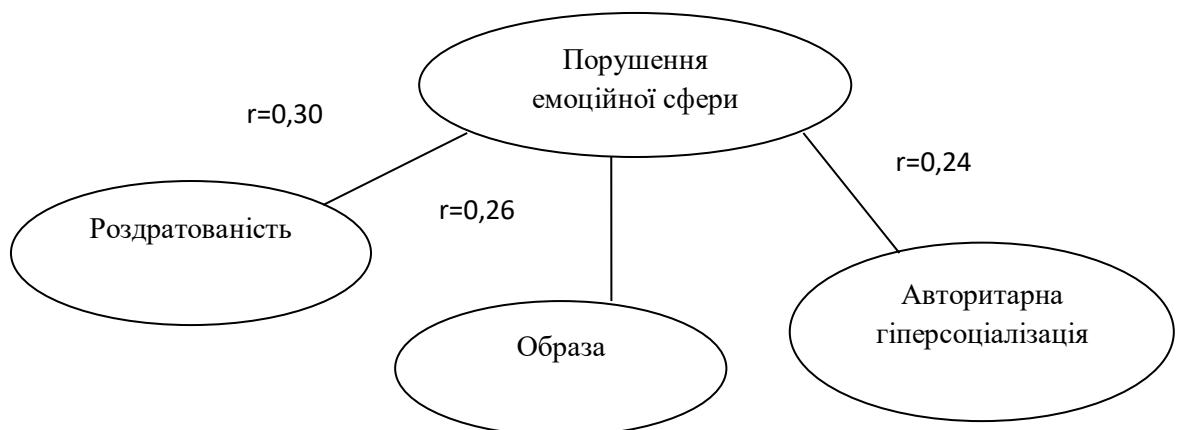 Порушення
емоційної сфери
r=0,30
r=0,24
r=0,26
Роздратованість
Авторитарна
гіперсоціалізація
Образа